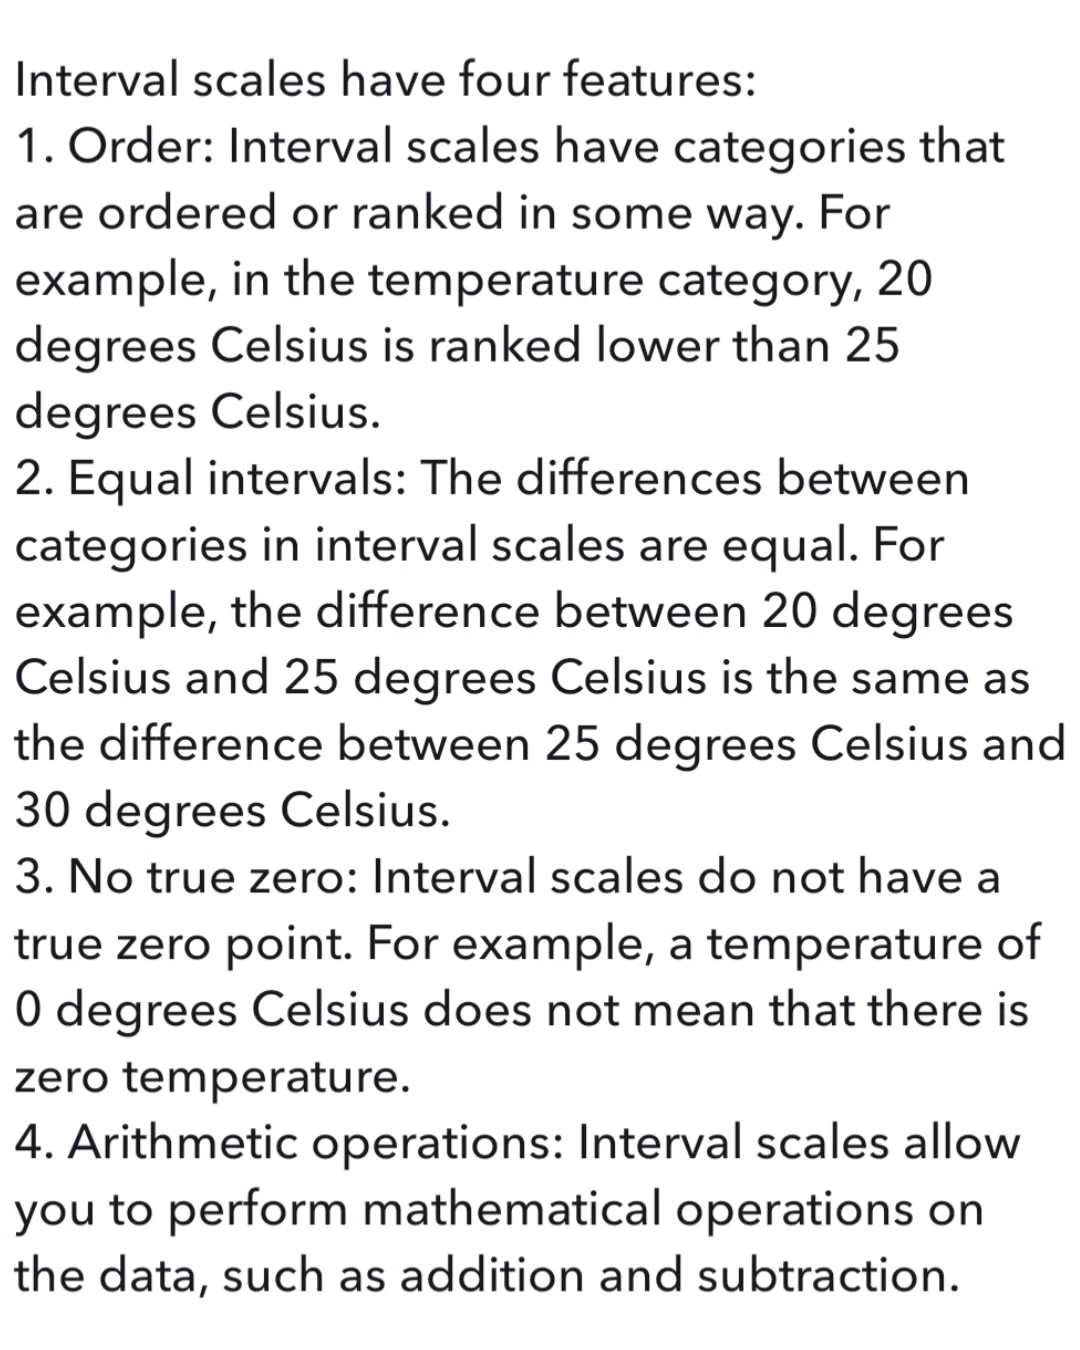 Interval scales have four features:
1. Order: Interval scales have categories that
are ordered or ranked in some way. For
example, in the temperature category, 20
degrees Celsius is ranked lower than 25
degrees Celsius.
2. Equal intervals: The differences between
categories in interval scales are equal. For
example, the difference between 20 degrees
Celsius and 25 degrees Celsius is the same as
the difference between 25 degrees Celsius and
30 degrees Celsius.
3. No true zero: Interval scales do not have a
true zero point. For example, a temperature of
0 degrees Celsius does not mean that there is
zero temperature.
4. Arithmetic operations: Interval scales allow
you to perform mathematical operations on
the data, such as addition and subtraction.